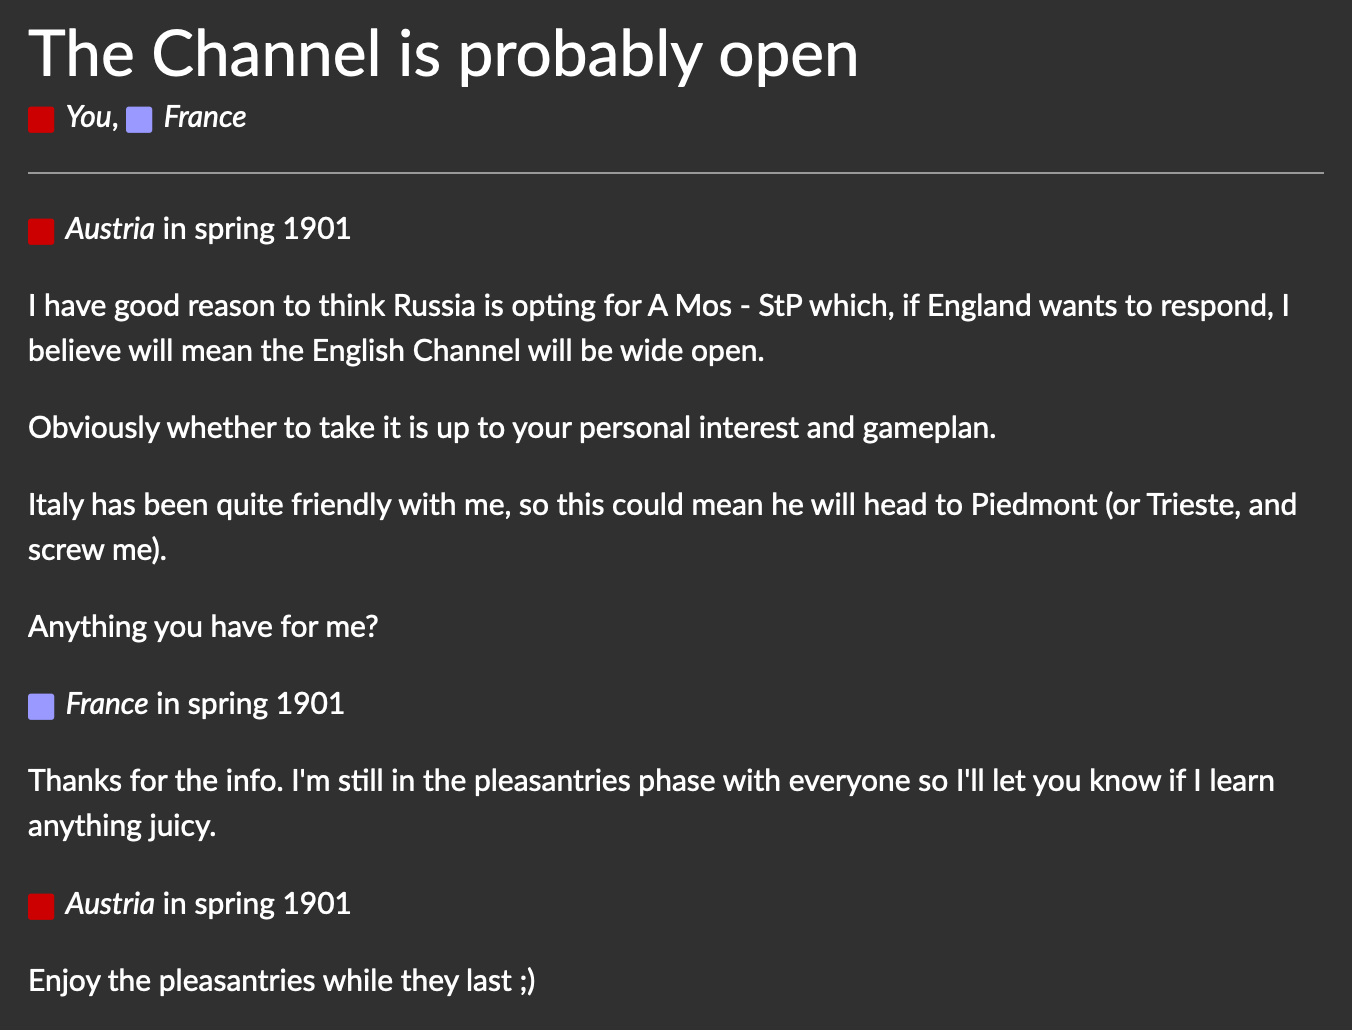 The Channel is probably open
You, France
Austria in spring 1901
I have good reason to think Russia is opting for A Mos - StP which, if England wants to respond, I
believe will mean the English Channel will be wide open.
Obviously whether to take it is up to your personal interest and gameplan.
Italy has been quite friendly with me, so this could mean he will head to Piedmont (or Trieste, and
screw me).
Anything you have for me?
France in spring 1901
Thanks for the info. I'm still in the pleasantries phase with everyone so I'll let you know if I learn
anything juicy.
Austria in spring 1901
Enjoy the pleasantries while they last ;)